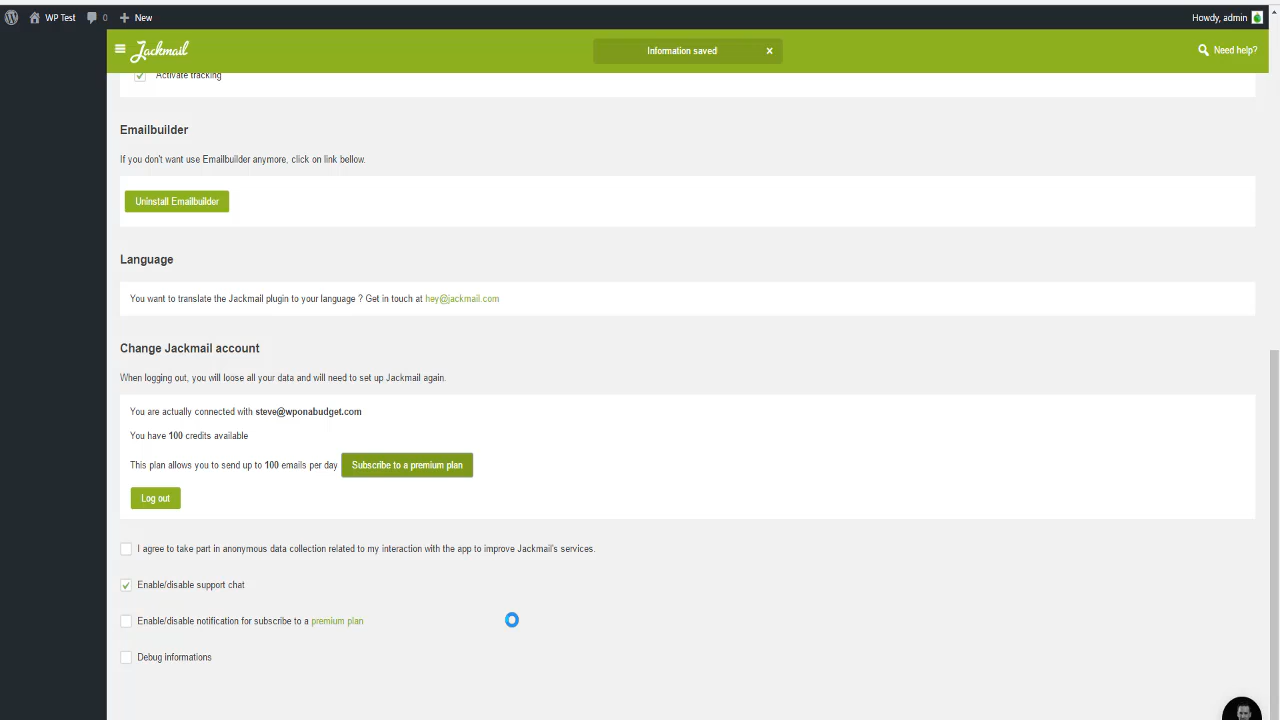 WP Test 0 New Howdy, admin
Jackmail Information saved × Need help?
Activate tracking
Emailbuilder
If you don't want use Emailbuilder anymore, click on link bellow.
Uninstall Emailbuilder
Language
You want to translate the Jackmail plugin to your language ? Get in touch at hey@jackmail.com
Change Jackmail account
When logging out, you will loose all your data and will need to set up Jackmail again.
You are actually connected with steve@wponabudget.com
You have 100 credits available
This plan allows you to send up to 100 emails per day Subscribe to a premium plan
Log out
I agree to take part in anonymous data collection related to my interaction with the app to improve Jackmail's services.
Enable/disable support chat
Enable/disable notification for subscribe to a premium plan
Debug informations